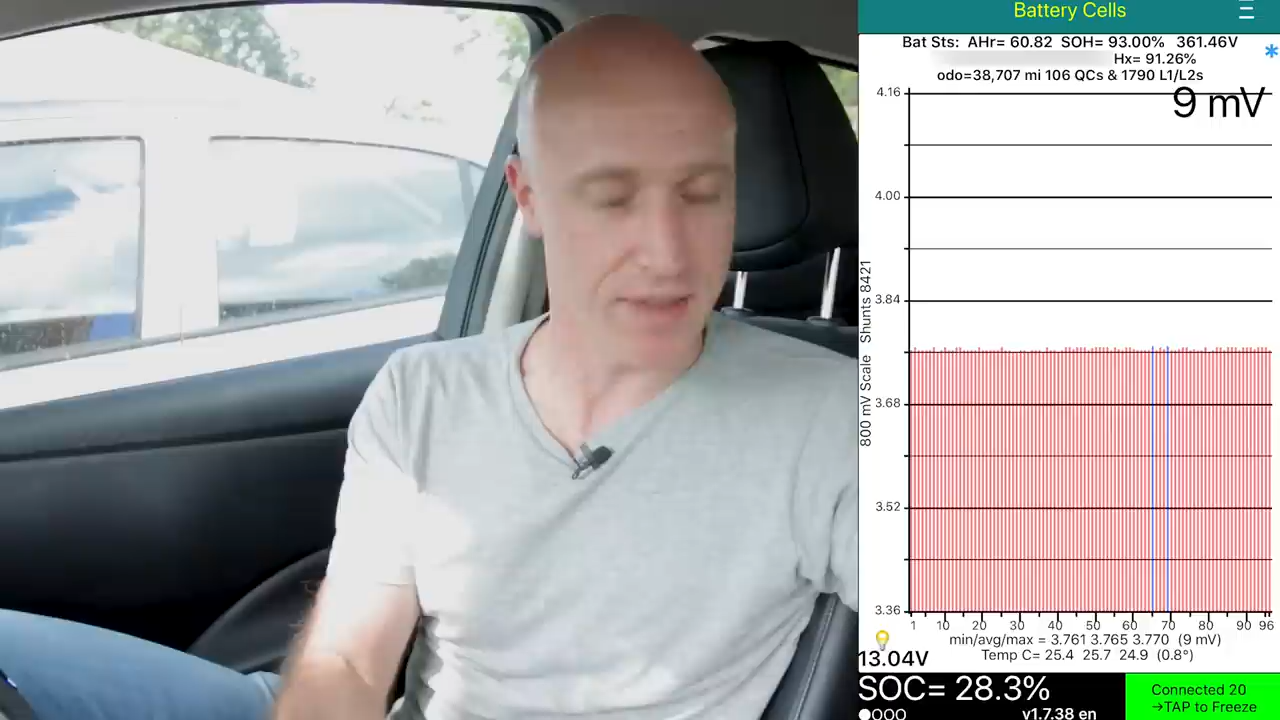 Battery Cells
Bat Sts: AHr= 60.82 SOH= 93.00% 361.46V
Hx= 91.26%
odo=38,707 mi 106 QCs & 1790 L1/L2s
9 mV
4.16
4.00
3.84
3.68
3.52
3.36
800 mV Scale Shunts 8421
1 10 20 30 40 50 60 70 80 90 96
min/avg/max = 3.761 3.765 3.770 (9 mV)
Temp C= 25.4 25.7 24.9 (0.8°)
13.04V
SOC= 28.3%
v1.7.38 en
Connected 20
→TAP to Freeze